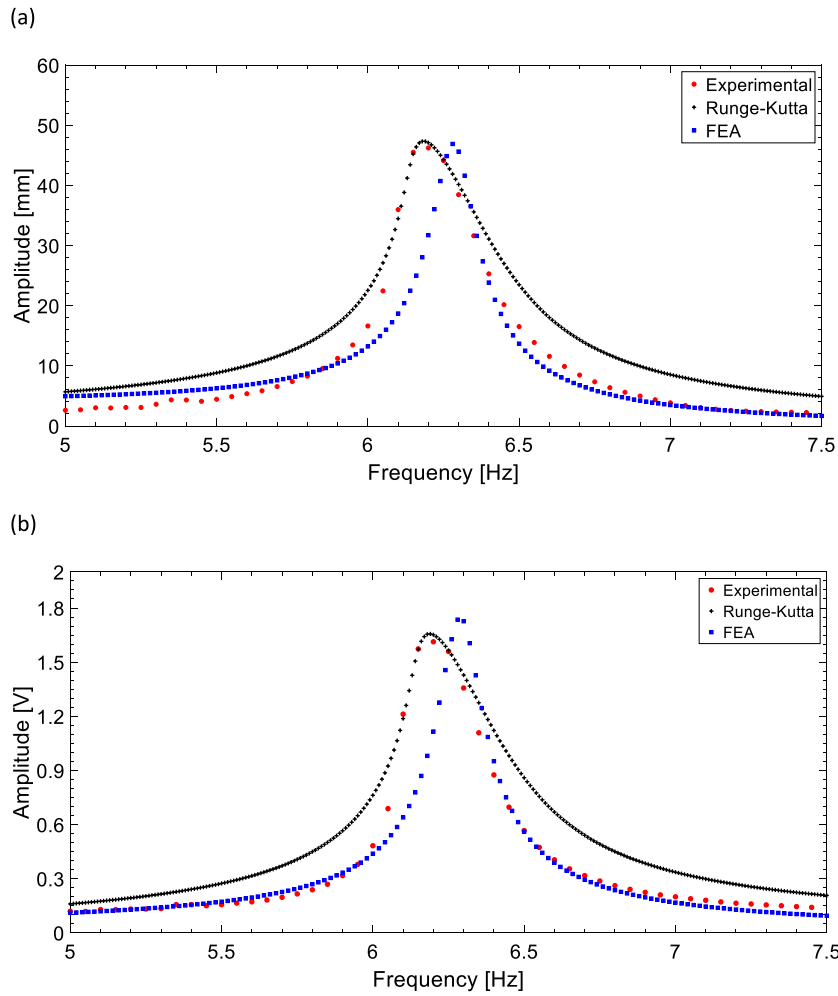 (a)
60
50
40
30
20
10
0
Amplitude [mm]
Experimental
Runge-Kutta
FEA
5 5.5 6 6.5 7 7.5
Frequency [Hz]
(b)
2
1.8
1.5
1.2
0.9
0.6
0.3
0
Amplitude [V]
Experimental
Runge-Kutta
FEA
5 5.5 6 6.5 7 7.5
Frequency [Hz]